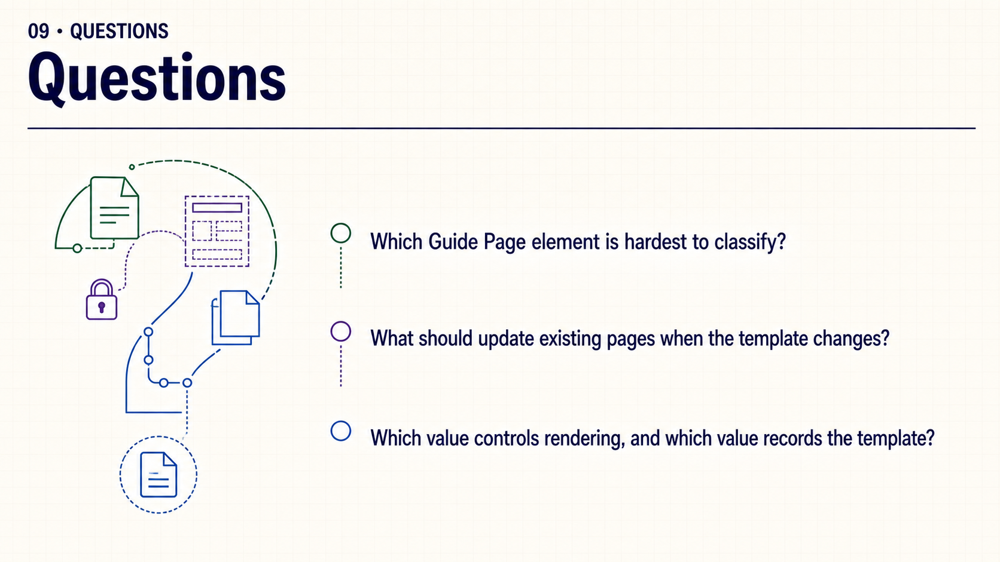 09 • QUESTIONS
Questions
Which Guide Page element is hardest to classify?
What should update existing pages when the template changes?
Which value controls rendering, and which value records the template?